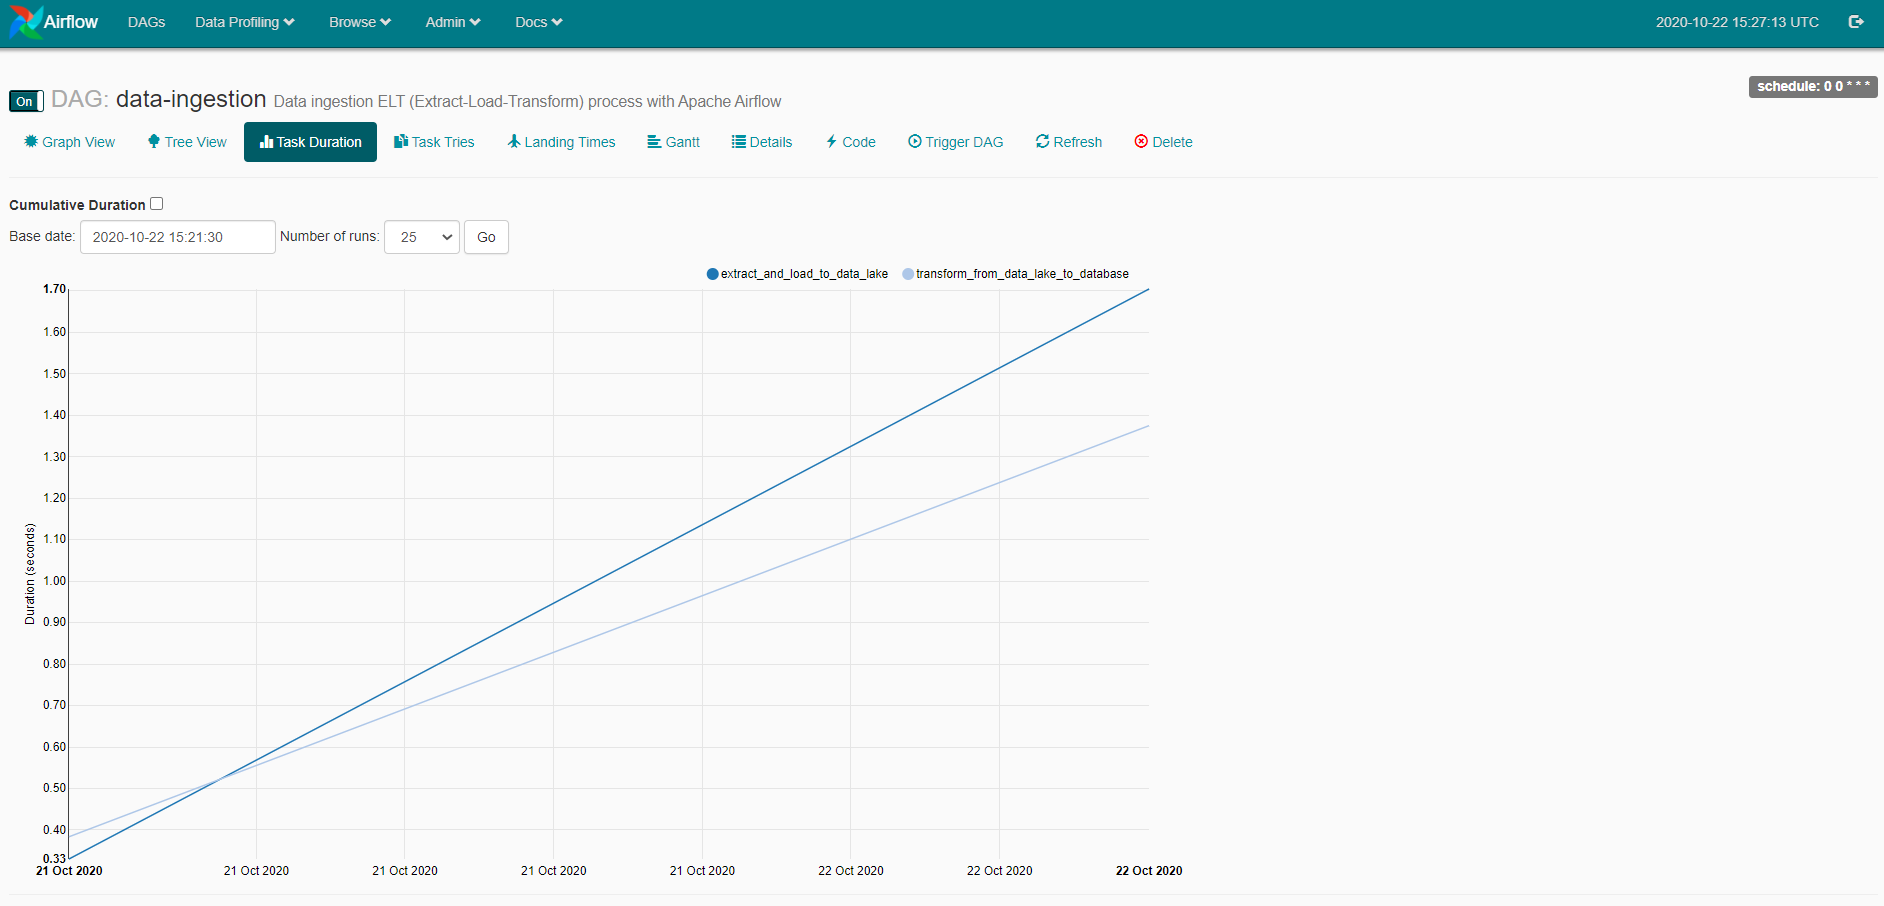 Airflow DAGs Data Profiling Browse Admin Docs 2020-10-22 15:27:13 UTC
schedule: 0 0 * * *
On DAG: data-ingestion Data ingestion ELT (Extract-Load-Transform) process with Apache Airflow
Graph View Tree View Task Duration Task Tries Landing Times Gantt Details Code Trigger DAG Refresh Delete
Cumulative Duration
Base date: 2020-10-22 15:21:30 Number of runs: 25 Go
extract_and_load_to_data_lake transform_from_data_lake_to_database
1.70
1.60
1.50
1.40
1.30
1.20
1.10
1.00
0.90
0.80
0.70
0.60
0.50
0.40
0.33
Duration (seconds)
21 Oct 2020 21 Oct 2020 21 Oct 2020 21 Oct 2020 21 Oct 2020 22 Oct 2020 22 Oct 2020 22 Oct 2020